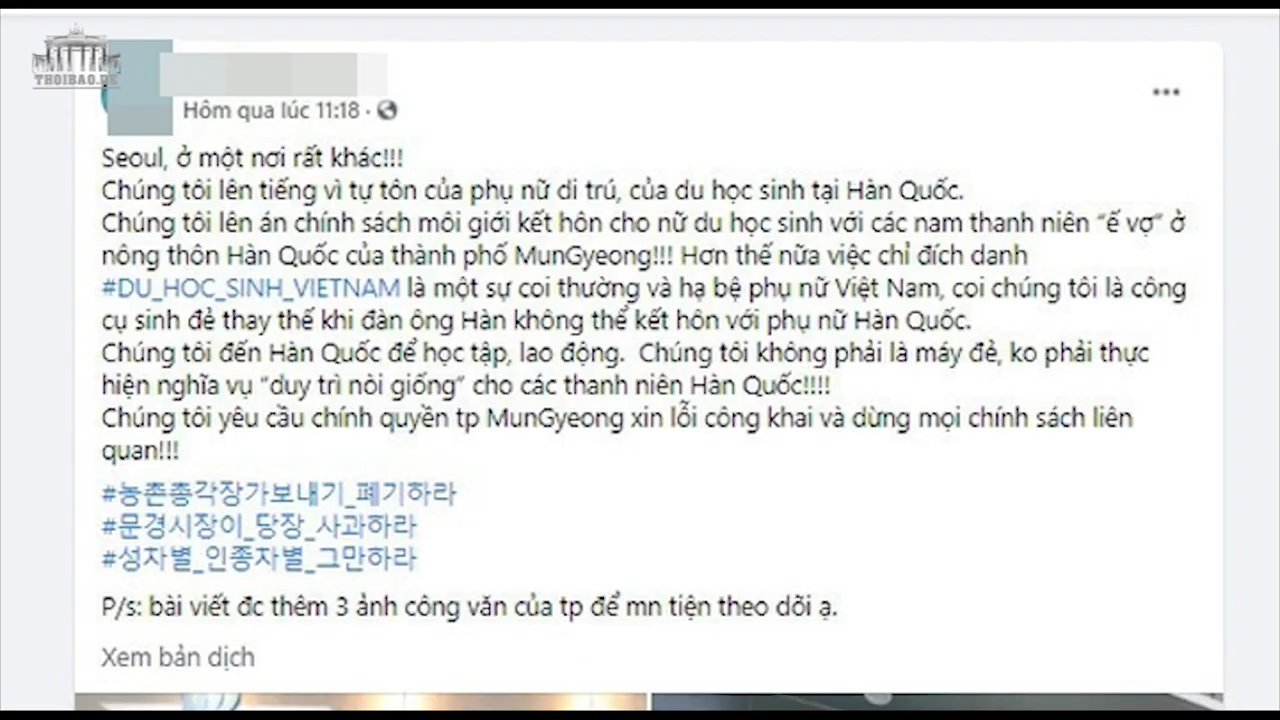 THOIBAO.DE
Hôm qua lúc 11:18 ·
Seoul, ở một nơi rất khác!!!
Chúng tôi lên tiếng vì tự tôn của phụ nữ di trú, của du học sinh tại Hàn Quốc.
Chúng tôi lên án chính sách môi giới kết hôn cho nữ du học sinh với các nam thanh niên “ế vợ” ở
nông thôn Hàn Quốc của thành phố MunGyeong!!! Hơn thế nữa việc chỉ đích danh
#DU_HOC_SINH_VIETNAM là một sự coi thường và hạ bệ phụ nữ Việt Nam, coi chúng tôi là công
cụ sinh đẻ thay thế khi đàn ông Hàn không thể kết hôn với phụ nữ Hàn Quốc.
Chúng tôi đến Hàn Quốc để học tập, lao động. Chúng tôi không phải là máy đẻ, ko phải thực
hiện nghĩa vụ “duy trì nòi giống” cho các thanh niên Hàn Quốc!!!!
Chúng tôi yêu cầu chính quyền tp MunGyeong xin lỗi công khai và dừng mọi chính sách liên
quan!!!
#농촌총각장가보내기_폐기하라
#문경시장이_당장_사과하라
#성차별_인종차별_그만하라
P/s: bài viết đc thêm 3 ảnh công văn của tp để mn tiện theo dõi ạ.
Xem bản dịch